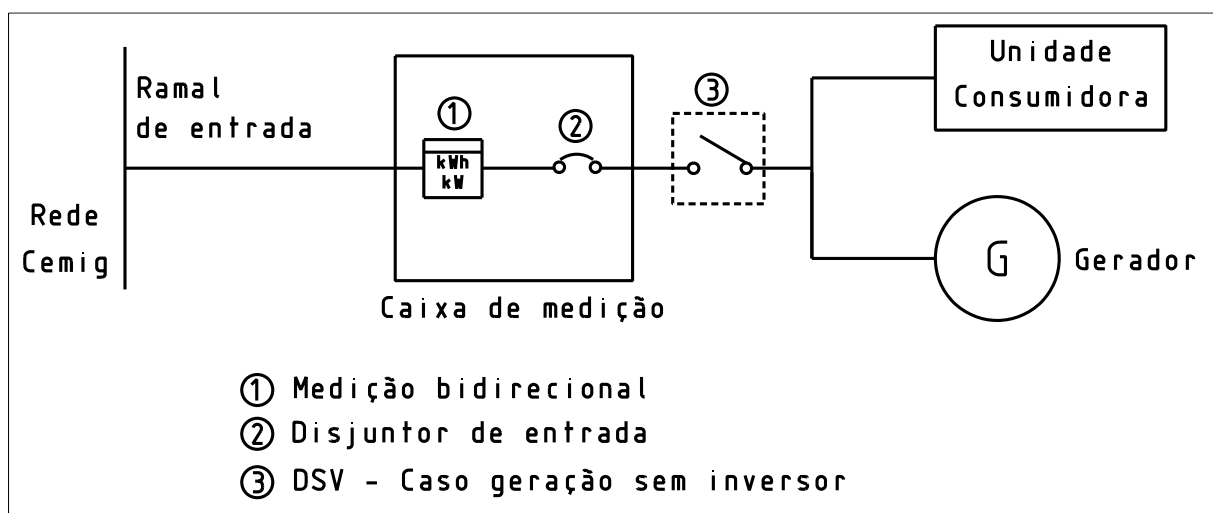 Unidade
Consumidora
Ramal
de entrada
①
②
③
kWh
kW
Rede
Cemig
G
Gerador
Caixa de medição
① Medição bidirecional
② Disjuntor de entrada
③ DSV - Caso geração sem inversor